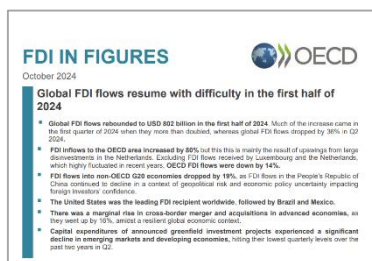 FDI IN FIGURES
OECD
October 2024
Global FDI flows resume with difficulty in the first half of
2024
Global FDI flows rebounded to USD 802 billion in the first half of 2024. Much of the increase came in
the first quarter of 2024 when they more than doubled, whereas global FDI flows dropped by 36% in Q2
2024.
FDI inflows to the OECD area increased by 80% but this is mainly the result of upswings from large
disinvestments in the Netherlands. Excluding FDI flows received by Luxembourg and the Netherlands,
which highly fluctuated in recent years, OECD FDI flows were down by 14%.
FDI flows into non-OECD G20 economies dropped by 19%, as FDI flows in the People's Republic of
China continued to decline in a context of geopolitical risk and economic policy uncertainty impacting
foreign investors' confidence.
The United States was the leading FDI recipient worldwide, followed by Brazil and Mexico.
There was a marginal rise in cross-border merger and acquisitions in advanced economies, as
they went up by 16%, amidst a resilient global economic context.
Capital expenditures of announced greenfield investment projects experienced a significant
decline in emerging markets and developing economies, hitting their lowest quarterly levels over the
past two years in Q2.